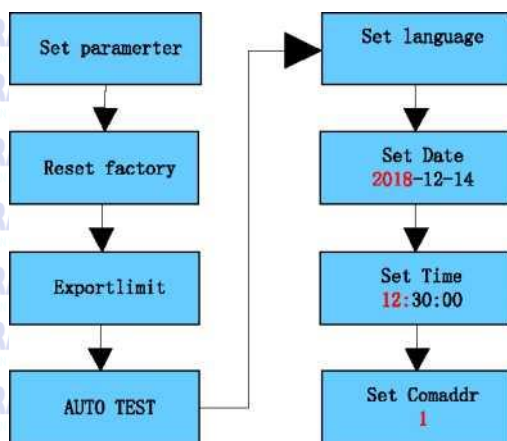 Set paramerter
Reset factory
Exportlimit
AUTO TEST
Set language
Set Date
2018-12-14
Set Time
12:30:00
Set Comaddr
1